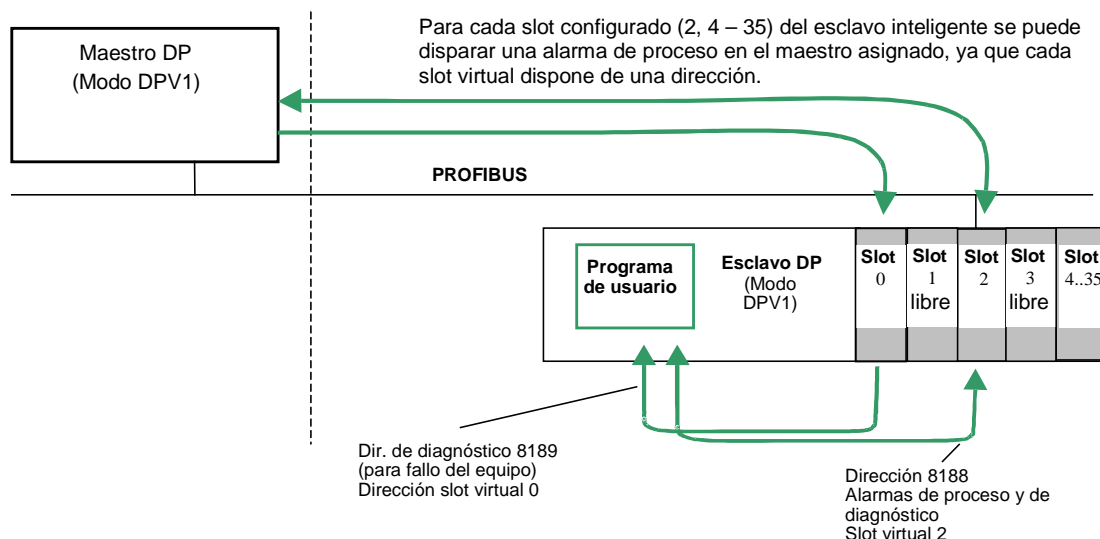 Para cada slot configurado (2, 4 – 35) del esclavo inteligente se puede
disparar una alarma de proceso en el maestro asignado, ya que cada
slot virtual dispone de una dirección.
Maestro DP
(Modo DPV1)
PROFIBUS
Programa
de usuario
Esclavo DP
(Modo
DPV1)
Slot
0
Slot
1
libre
Slot
2
Slot
3
libre
Slot
4..35
Dir. de diagnóstico 8189
(para fallo del equipo)
Dirección slot virtual 0
Dirección 8188
Alarmas de proceso y de
diagnóstico
Slot virtual 2